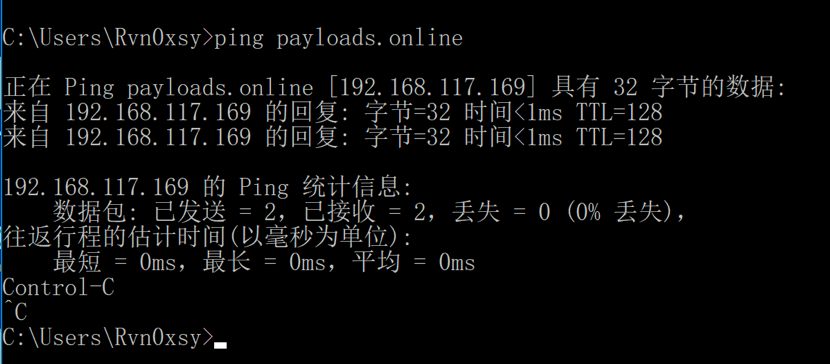 C:\Users\Rvn0xsy>ping payloads.online
正在 Ping payloads.online [192.168.117.169] 具有 32 字节的数据:
来自 192.168.117.169 的回复: 字节=32 时间<1ms TTL=128
来自 192.168.117.169 的回复: 字节=32 时间<1ms TTL=128
192.168.117.169 的 Ping 统计信息:
    数据包: 已发送 = 2，已接收 = 2，丢失 = 0 (0% 丢失)，
往返行程的估计时间(以毫秒为单位):
    最短 = 0ms，最长 = 0ms，平均 = 0ms
Control-C
^C
C:\Users\Rvn0xsy>